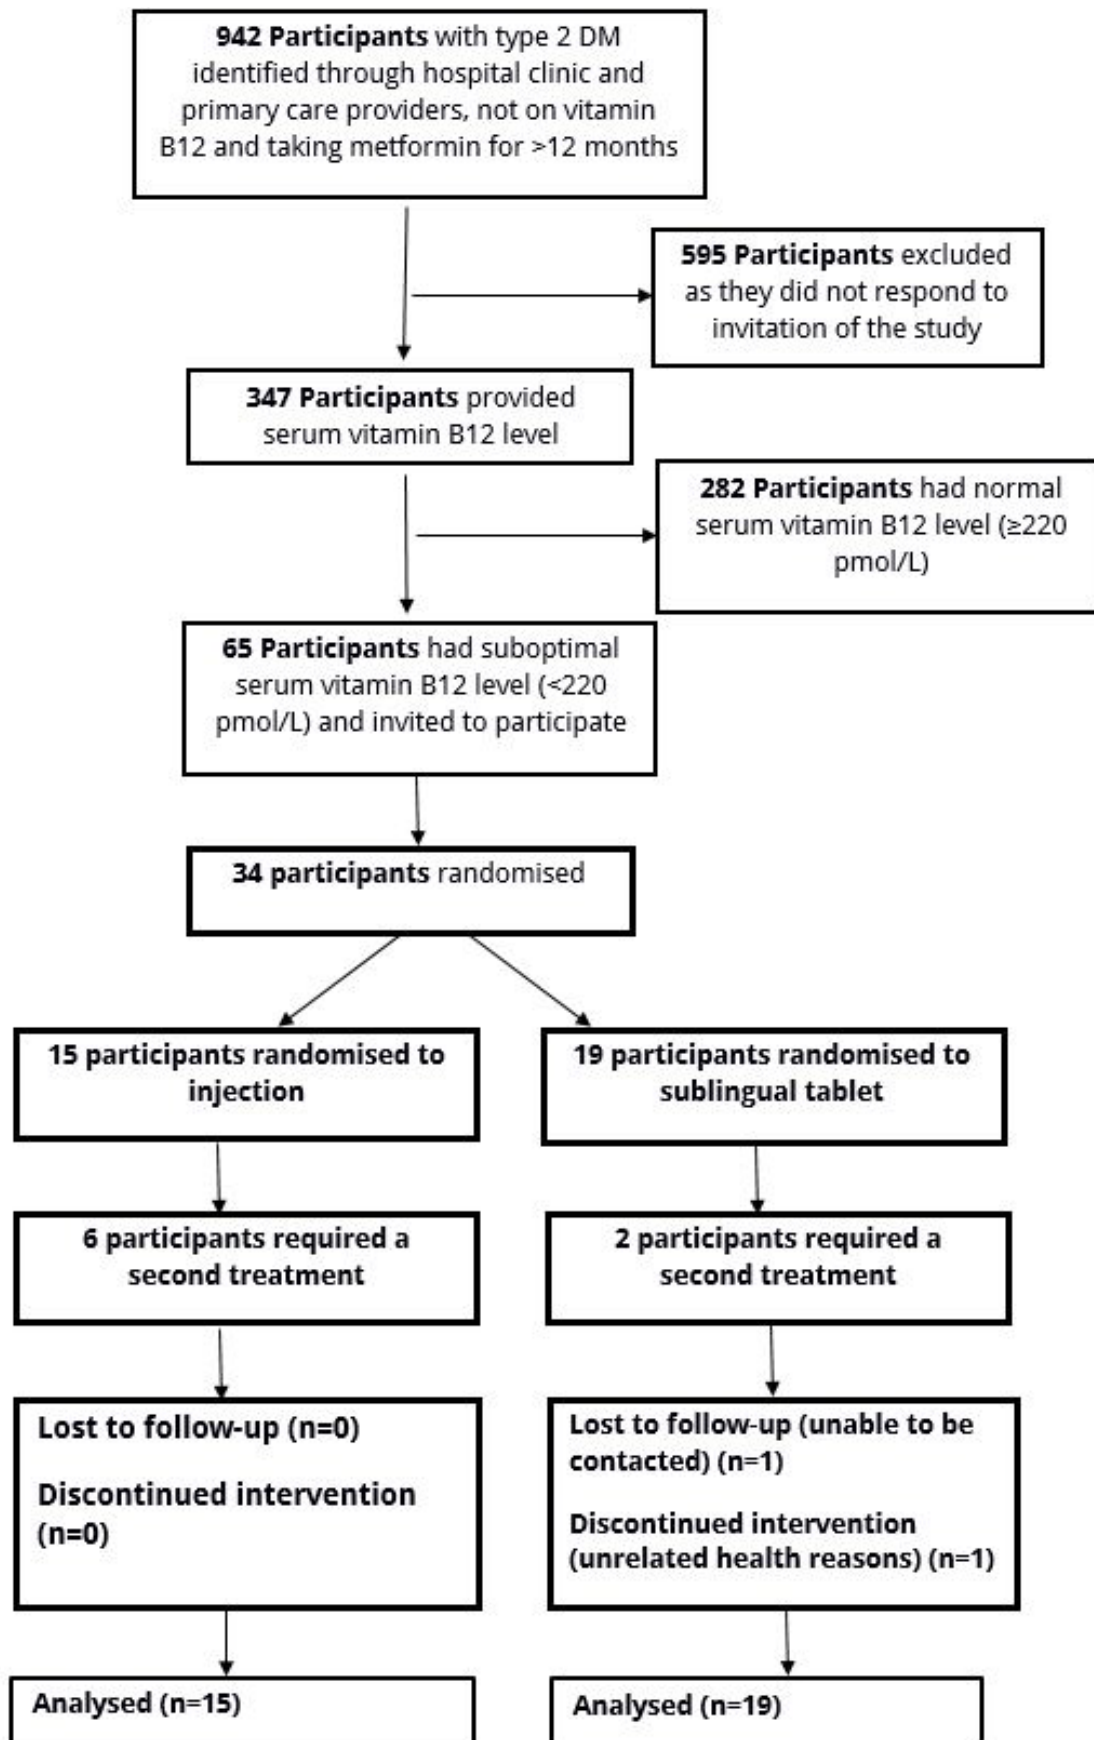 942 Participants with type 2 DM
identified through hospital clinic and
primary care providers, not on vitamin
B12 and taking metformin for >12 months
595 Participants excluded
as they did not respond to
invitation of the study
347 Participants provided
serum vitamin B12 level
282 Participants had normal
serum vitamin B12 level (≥220
pmol/L)
65 Participants had suboptimal
serum vitamin B12 level (<220
pmol/L) and invited to participate
34 participants randomised
15 participants randomised to
injection
19 participants randomised to
sublingual tablet
6 participants required a
second treatment
2 participants required a
second treatment
Lost to follow-up (n=0)
Discontinued intervention
(n=0)
Lost to follow-up (unable to be
contacted) (n=1)
Discontinued intervention
(unrelated health reasons) (n=1)
Analysed (n=15)
Analysed (n=19)